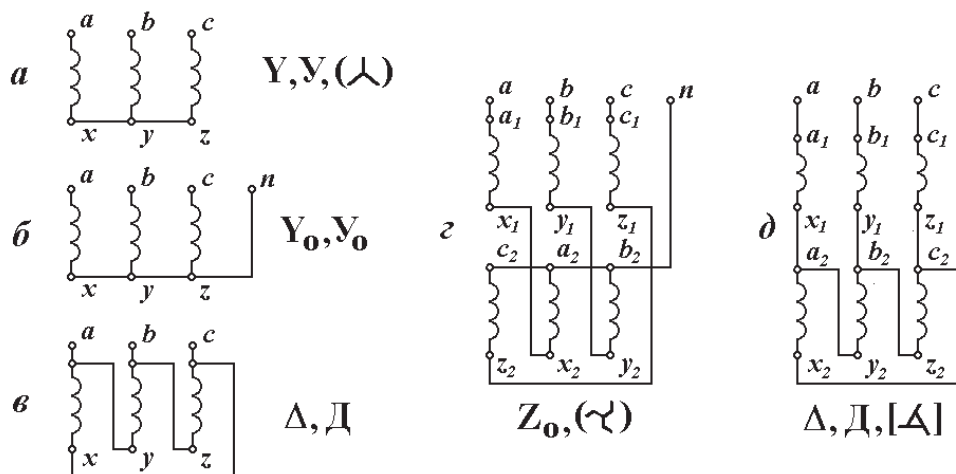 a b c
а Y, У, (⅄)
x y z
a b c n
б Y₀, У₀
x y z
a b c
в Δ, Д
x y z
a b c n
a₁ b₁ c₁
г x₁ y₁ z₁
c₂ a₂ b₂
z₂ x₂ y₂
Z₀, ( )
a b c
a₁ b₁ c₁
д x₁ y₁ z₁
a₂ b₂ c₂
x₂ y₂ z₂
Δ, Д, [ ]